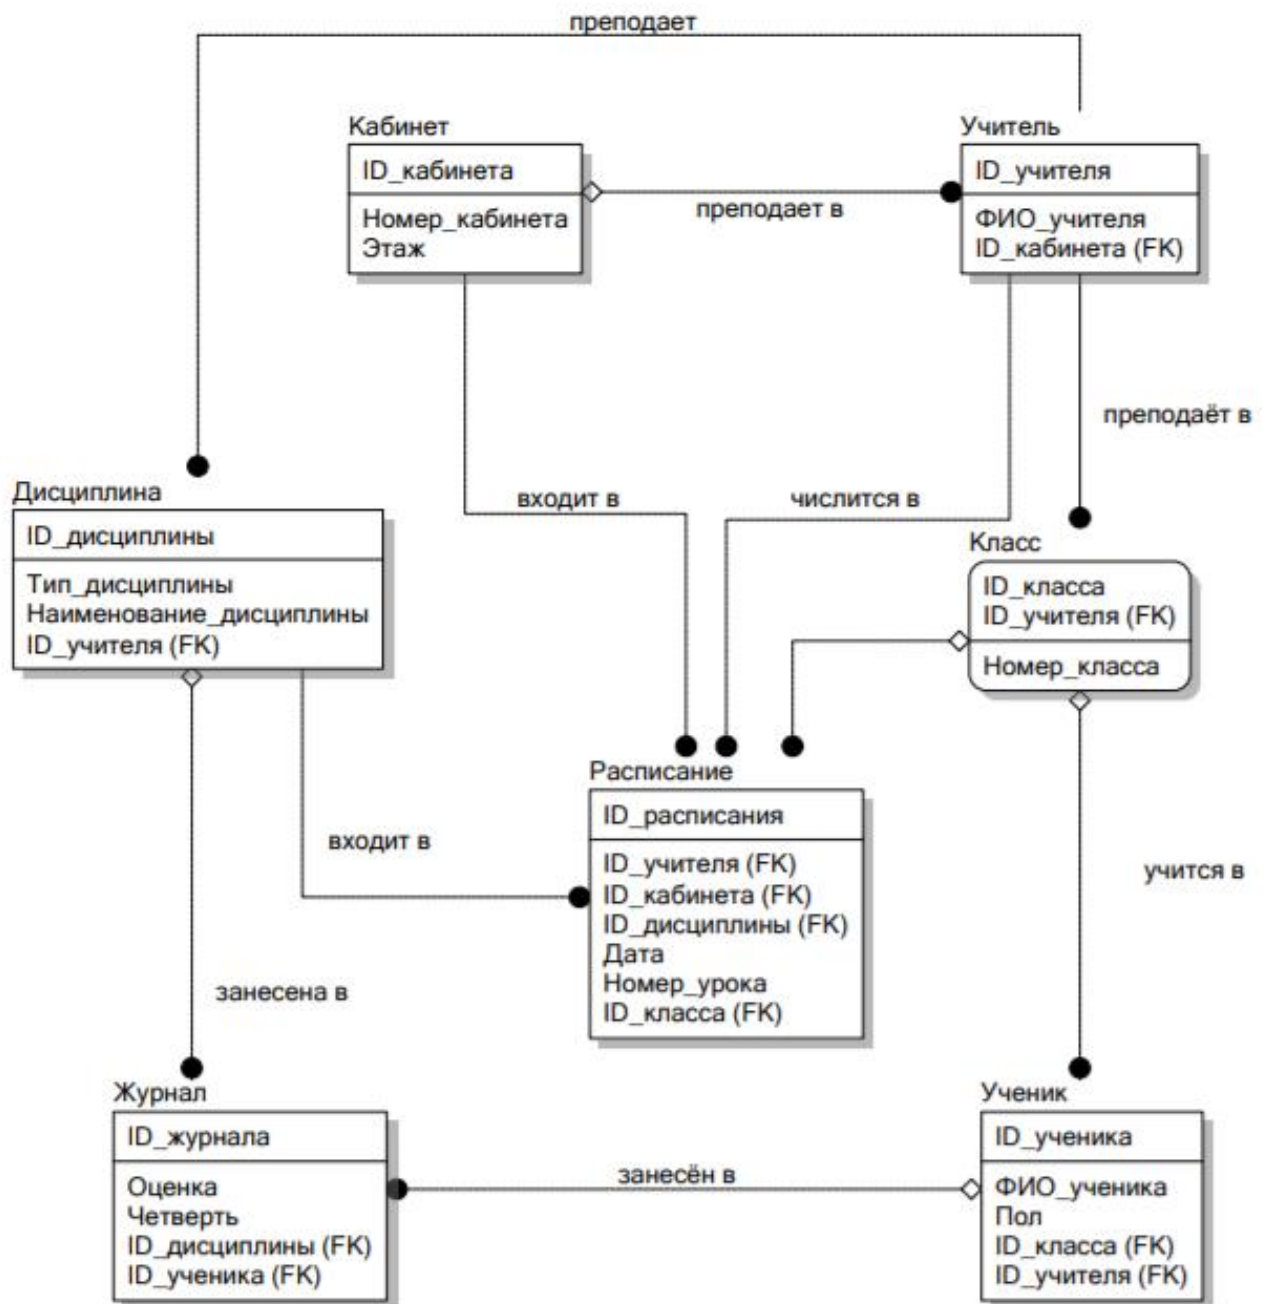 преподает
Кабинет
ID_кабинета
Номер_кабинета
Этаж
преподает в
Учитель
ID_учителя
ФИО_учителя
ID_кабинета (FK)
преподаёт в
входит в
числится в
Дисциплина
ID_дисциплины
Тип_дисциплины
Наименование_дисциплины
ID_учителя (FK)
Класс
ID_класса
ID_учителя (FK)
Номер_класса
Расписание
ID_расписания
ID_учителя (FK)
ID_кабинета (FK)
ID_дисциплины (FK)
Дата
Номер_урока
ID_класса (FK)
входит в
учится в
занесена в
Журнал
ID_журнала
Оценка
Четверть
ID_дисциплины (FK)
ID_ученика (FK)
занесён в
Ученик
ID_ученика
ФИО_ученика
Пол
ID_класса (FK)
ID_учителя (FK)